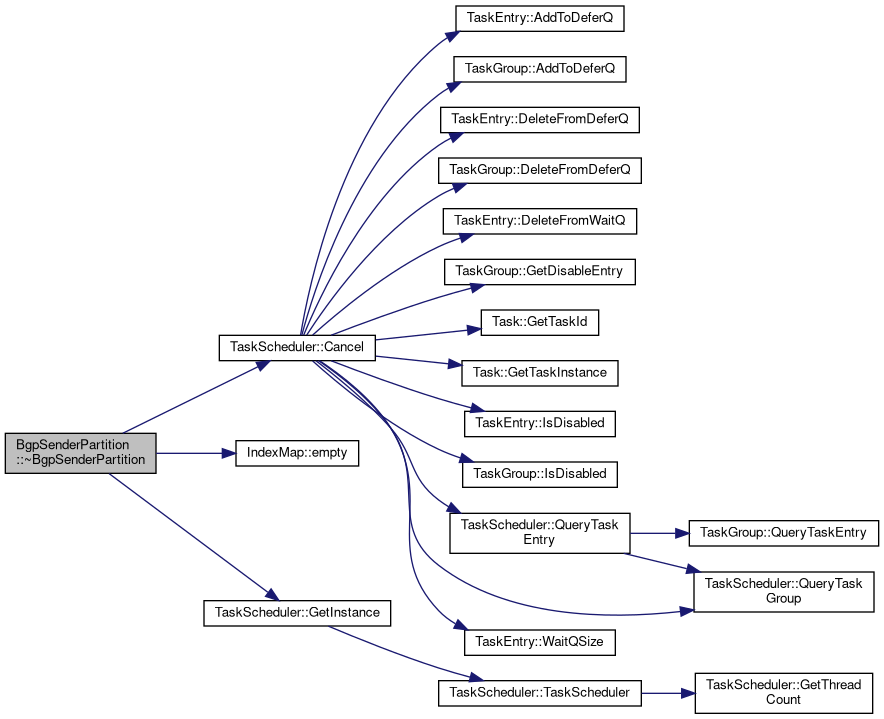 TaskEntry::AddToDeferQ
TaskGroup::AddToDeferQ
TaskEntry::DeleteFromDeferQ
TaskGroup::DeleteFromDeferQ
TaskEntry::DeleteFromWaitQ
TaskGroup::GetDisableEntry
Task::GetTaskId
TaskScheduler::Cancel
Task::GetTaskInstance
TaskEntry::IsDisabled
BgpSenderPartition
::~BgpSenderPartition
IndexMap::empty
TaskGroup::IsDisabled
TaskScheduler::QueryTask
Entry
TaskGroup::QueryTaskEntry
TaskScheduler::QueryTask
Group
TaskScheduler::GetInstance
TaskEntry::WaitQSize
TaskScheduler::TaskScheduler
TaskScheduler::GetThread
Count